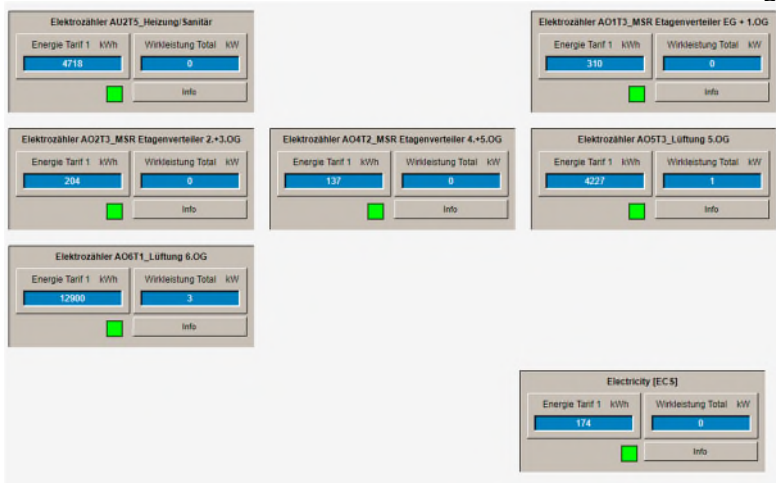 Elektrozähler AU2T5_Heizung/Sanitär
Energie Tarif 1 kWh Wirkleistung Total kW
4718 0
Info
Elektrozähler AO1T3_MSR Etagenverteiler EG + 1.OG
Energie Tarif 1 kWh Wirkleistung Total kW
310 0
Info
Elektrozähler AO2T3_MSR Etagenverteiler 2.+3.OG
Energie Tarif 1 kWh Wirkleistung Total kW
204 0
Info
Elektrozähler AO4T2_MSR Etagenverteiler 4.+5.OG
Energie Tarif 1 kWh Wirkleistung Total kW
137 0
Info
Elektrozähler AO5T3_Lüftung 5.OG
Energie Tarif 1 kWh Wirkleistung Total kW
4227 1
Info
Elektrozähler AO6T1_Lüftung 6.OG
Energie Tarif 1 kWh Wirkleistung Total kW
12900 3
Info
Electricity [ECS]
Energie Tarif 1 kWh Wirkleistung Total kW
174 0
Info